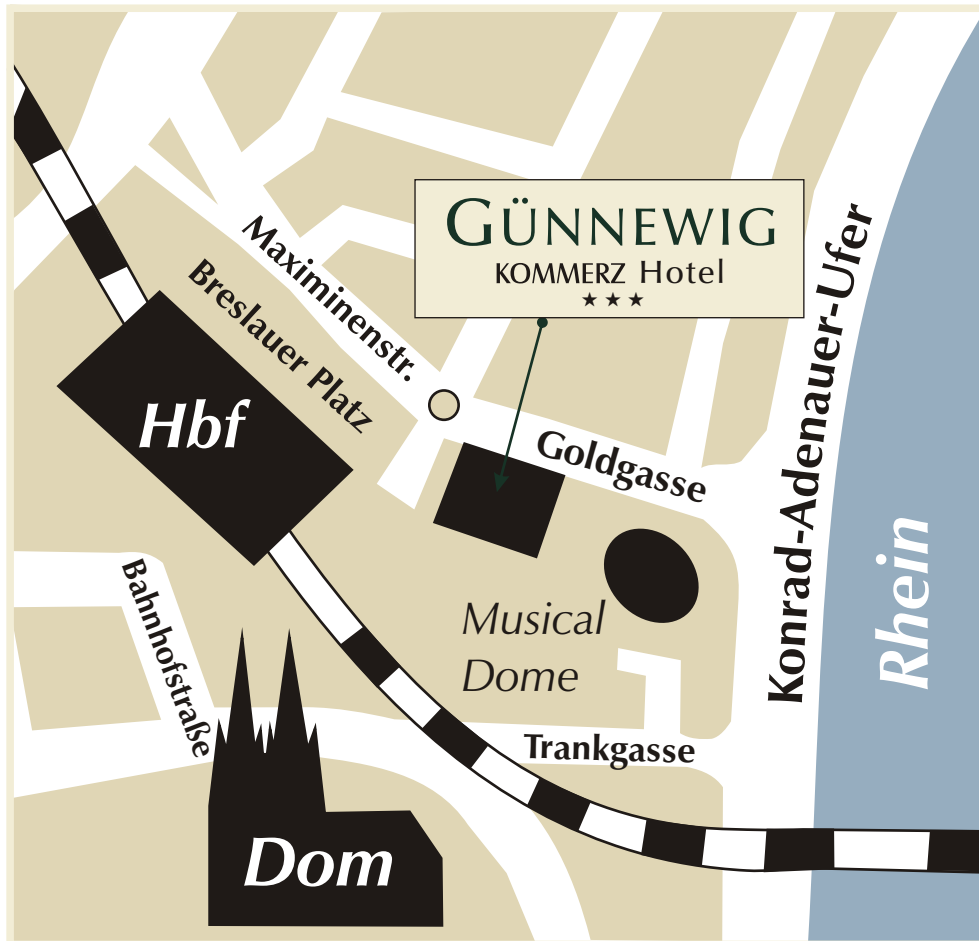 GÜNNEWIG
KOMMERZ Hotel
★★★
Maximinenstr.
Breslauer Platz
Hbf
Goldgasse
Konrad-Adenauer-Ufer
Rhein
Bahnhofstraße
Musical
Dome
Trankgasse
Dom